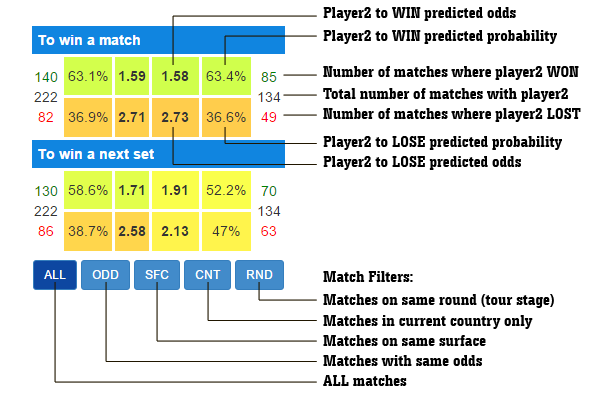 Player2 to WIN predicted odds
Player2 to WIN predicted probability
To win a match
140 63.1% 1.59 1.58 63.4% 85
Number of matches where player2 WON
222 134
Total number of matches with player2
82 36.9% 2.71 2.73 36.6% 49
Number of matches where player2 LOST
Player2 to LOSE predicted probability
To win a next set
Player2 to LOSE predicted odds
130 58.6% 1.71 1.91 52.2% 70
222 134
86 38.7% 2.58 2.13 47% 63
ALL ODD SFC CNT RND
Match Filters:
Matches on same round (tour stage)
Matches in current country only
Matches on same surface
Matches with same odds
ALL matches